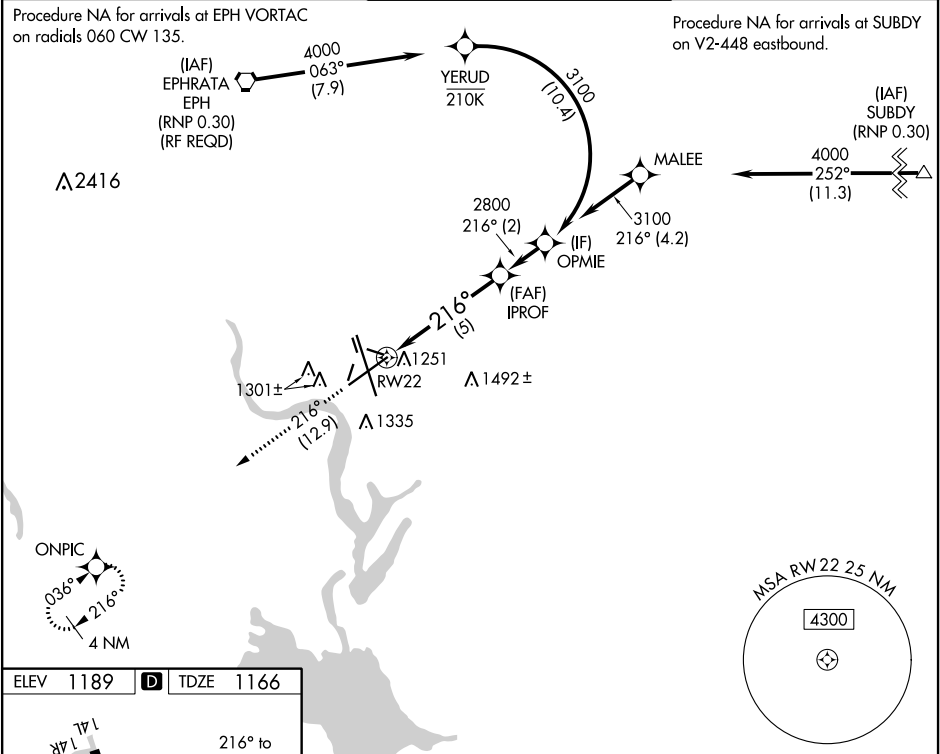 Procedure NA for arrivals at EPH VORTAC
on radials 060 CW 135.
Procedure NA for arrivals at SUBDY
on V2-448 eastbound.
(IAF)
EPHRATA
EPH
(RNP 0.30)
(RF REQD)
4000
063°
(7.9)
YERUD
210K
3100
(10.4)
(IAF)
SUBDY
(RNP 0.30)
4000
252°
(11.3)
MALEE
2416
2800
216° (2)
3100
216° (4.2)
(IF)
OPMIE
(FAF)
IPROF
216°
(5)
1251
RW22
1301±
1492±
1335
216°
(12.9)
ONPIC
036°
216°
4 NM
MSA RW 22 25 NM
4300
ELEV 1189 D TDZE 1166
14L
14R
216° to